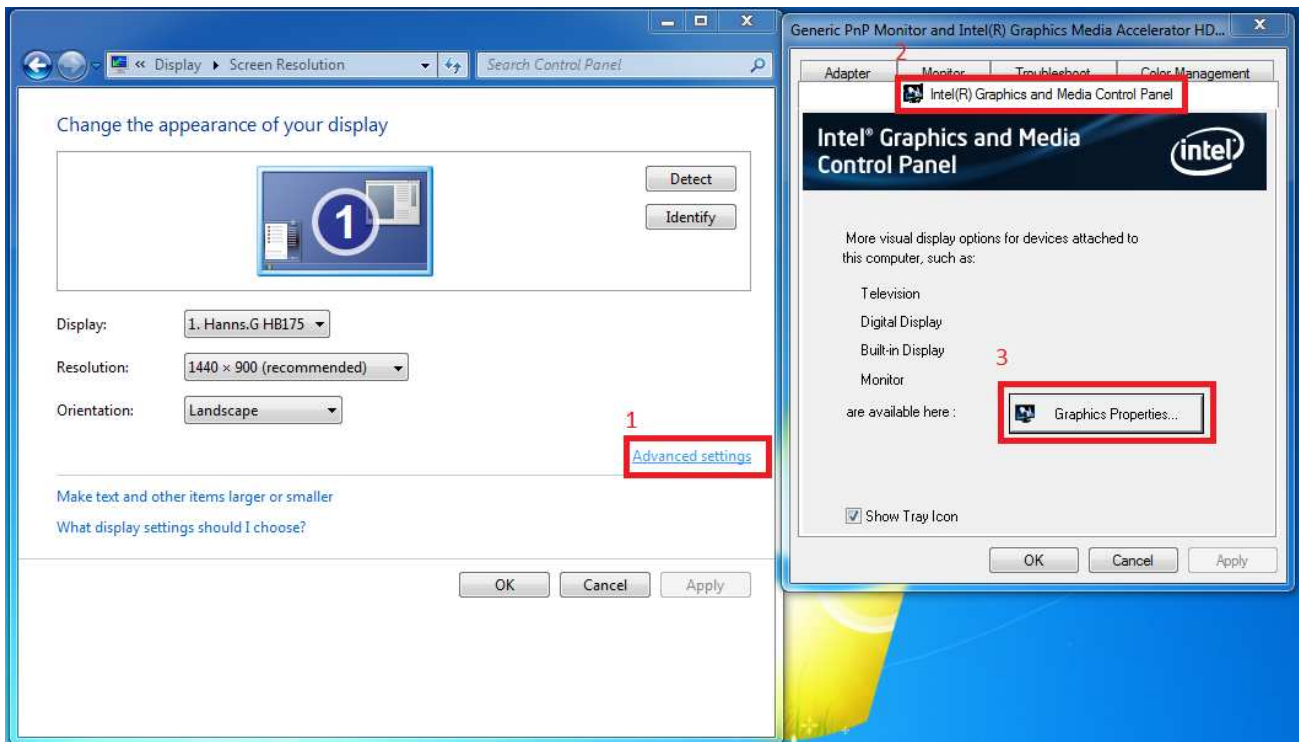 « Display ▸ Screen Resolution
Search Control Panel
Change the appearance of your display
1
Detect
Identify
Display: 1. Hanns.G HB175
Resolution: 1440 × 900 (recommended)
Orientation: Landscape
1
Advanced settings
Make text and other items larger or smaller
What display settings should I choose?
OK Cancel Apply
Generic PnP Monitor and Intel(R) Graphics Media Accelerator HD...
2
Adapter Monitor Troubleshoot Color Management
Intel(R) Graphics and Media Control Panel
Intel® Graphics and Media
Control Panel
intel
More visual display options for devices attached to
this computer, such as:
Television
Digital Display
Built-in Display
Monitor
3
are available here : Graphics Properties...
Show Tray Icon
OK Cancel Apply